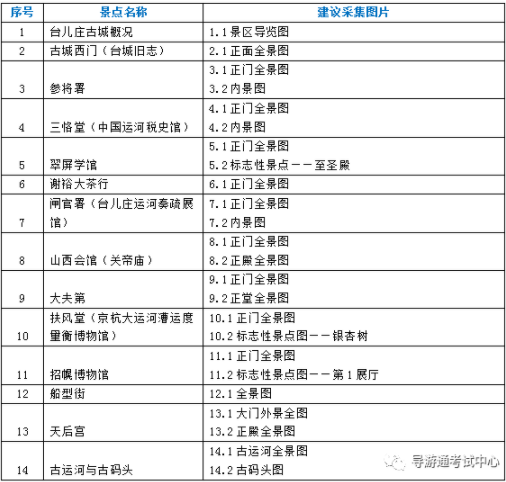 序号 景点名称 建议采集图片
1 台儿庄古城概况 1.1景区导览图
2 古城西门（台城旧志） 2.1正面全景图
3.1正门全景图
3 参将署 3.2内景图
4.1正门全景图
4 三恪堂（中国运河税史馆） 4.2内景图
5.1正门全景图
5 翠屏学馆 5.2标志性景点——至圣殿
6 谢裕大茶行 6.1正门全景图
闸官署（台儿庄运河奏疏展 7.1正门全景图
7 馆） 7.2内景图
8.1正门全景图
8 山西会馆（关帝庙） 8.2正殿全景图
9.1正门全景图
9 大夫第 9.2正堂全景图
扶风堂（京杭大运河漕运度 10.1正门全景图
10 量衡博物馆） 10.2标志性景点图——银杏树
11.1正门全景图
11 招幌博物馆 11.2标志性景点图——第1展厅
12 船型街 12.1全景图
13.1大门外景全图
13 天后宫 13.2正殿全景图
14.1古运河全景图
14 古运河与古码头 14.2古码头图
导游通考试中心